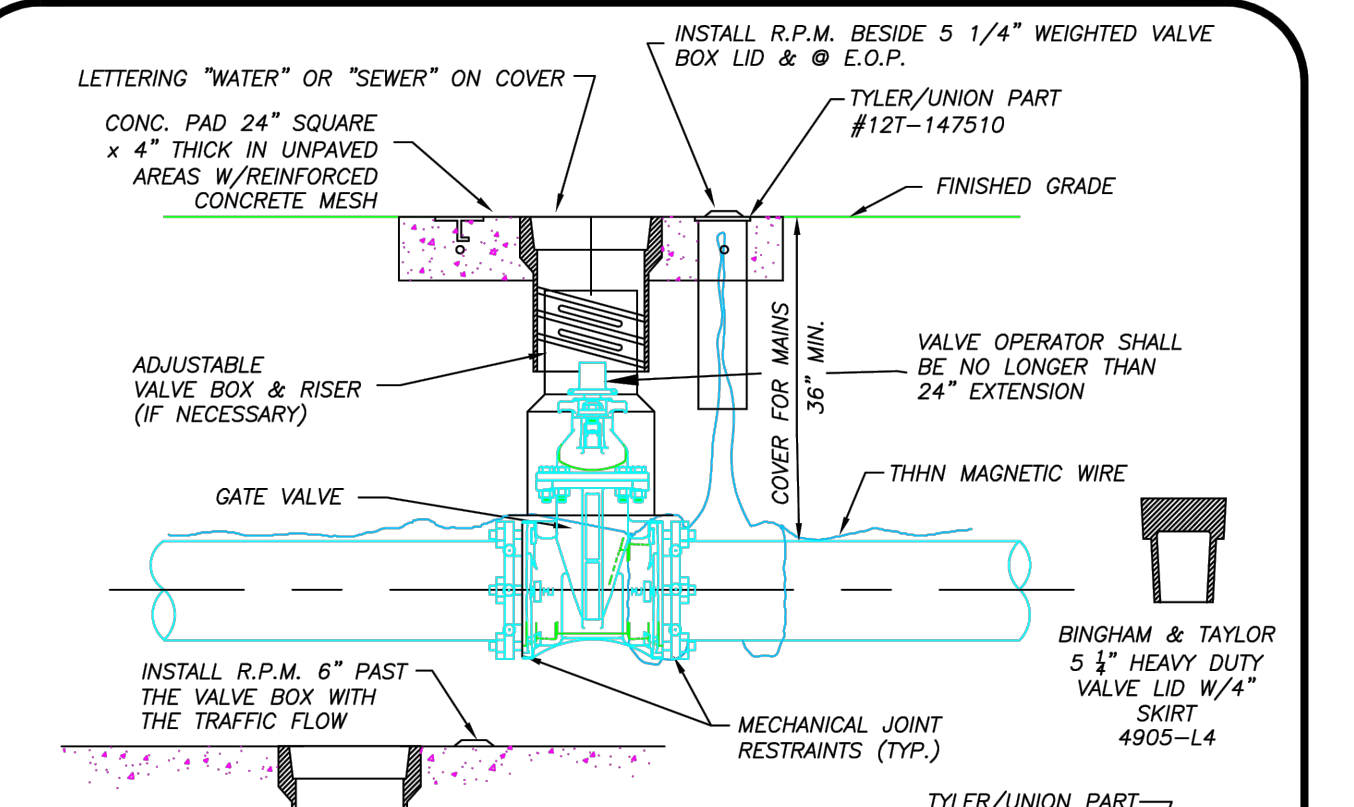 INSTALL R.P.M. BESIDE 5 1/4" WEIGHTED VALVE
BOX LID & @ E.O.P.
LETTERING "WATER" OR "SEWER" ON COVER
TYLER/UNION PART
#12T-147510
CONC. PAD 24" SQUARE
x 4" THICK IN UNPAVED
AREAS W/REINFORCED
CONCRETE MESH
FINISHED GRADE
COVER FOR MAINS
36" MIN.
VALVE OPERATOR SHALL
BE NO LONGER THAN
24" EXTENSION
ADJUSTABLE
VALVE BOX & RISER
(IF NECESSARY)
THHN MAGNETIC WIRE
GATE VALVE
BINGHAM & TAYLOR
5 1/4" HEAVY DUTY
VALVE LID W/4"
SKIRT
4905-L4
INSTALL R.P.M. 6" PAST
THE VALVE BOX WITH
THE TRAFFIC FLOW
MECHANICAL JOINT
RESTRAINTS (TYP.)
TYLER/UNION PART